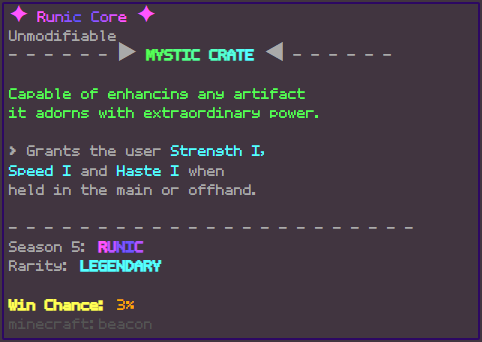 ✦ Runic Core ✦
Unmodifiable
- - - - - - ▶ MYSTIC CRATE ◀ - - - - - -
Capable of enhancing any artifact
it adorns with extraordinary power.
> Grants the user Strength I,
Speed I and Haste I when
held in the main or offhand.
- - - - - - - - - - - - - - - - - - - - - - - -
Season 5: RUNIC
Rarity: LEGENDARY
Win Chance: 3%
minecraft:beacon